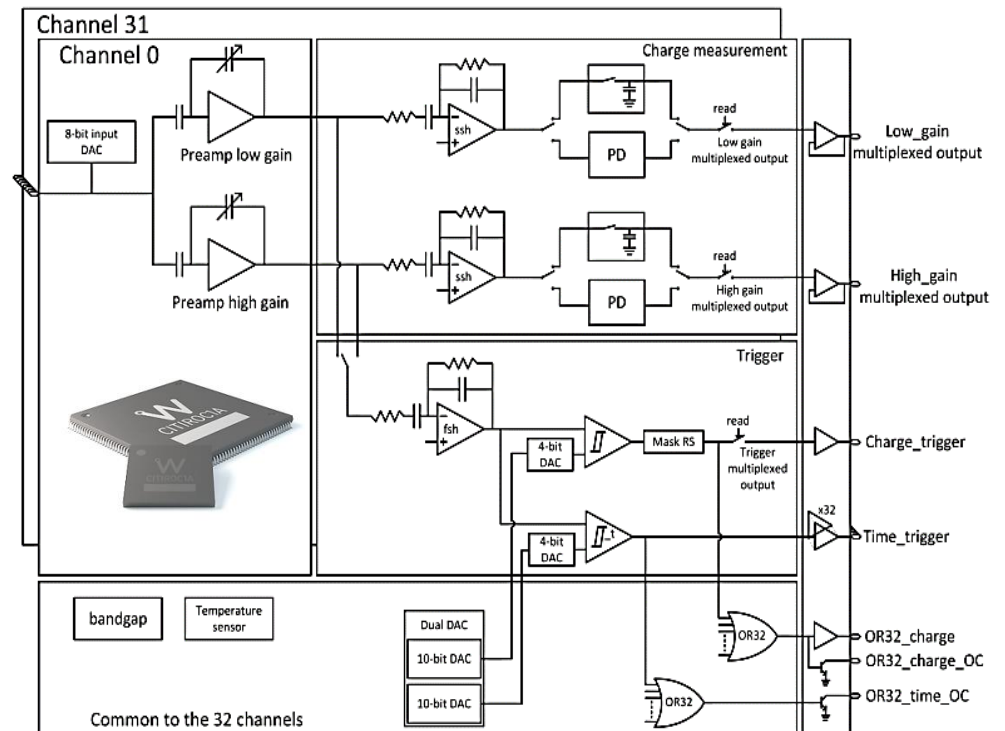 Channel 31
Channel 0
Charge measurement
8-bit input
DAC
Preamp low gain
ssh
PD
read
Low gain
multiplexed output
Low_gain
multiplexed output
Preamp high gain
ssh
PD
read
High gain
multiplexed output
High_gain
multiplexed output
Trigger
W
CITIROC1A
W
CITIROC1A
fsh
4-bit
DAC
Mask RS
read
Trigger
multiplexed
output
Charge_trigger
4-bit
DAC
_t
x32
Time_trigger
bandgap
Temperature
sensor
Dual DAC
10-bit DAC
10-bit DAC
OR32
OR32
OR32_charge
OR32_charge_OC
OR32_time_OC
Common to the 32 channels